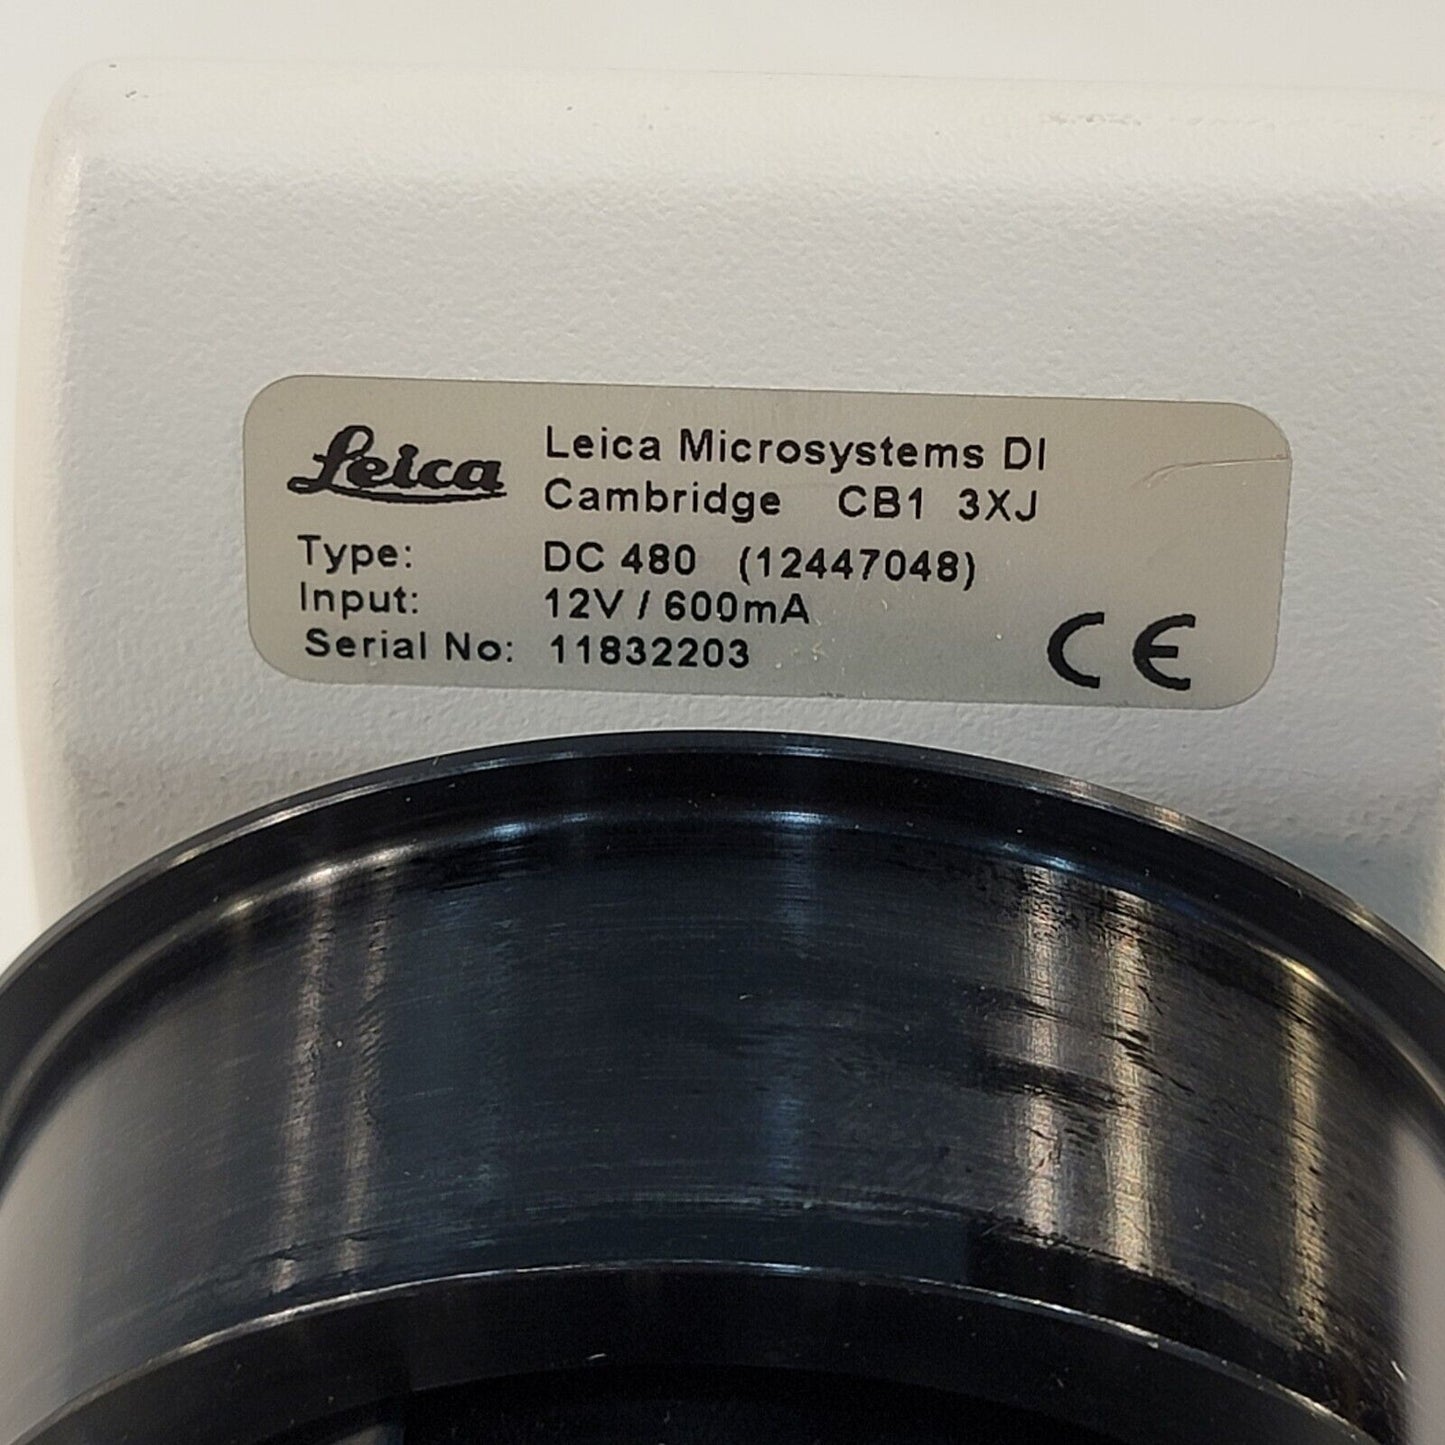 Leica
Leica Microsystems DI
Cambridge CB1 3XJ
Type: DC 480 (12447048)
Input: 12V / 600mA
Serial No: 11832203
CE